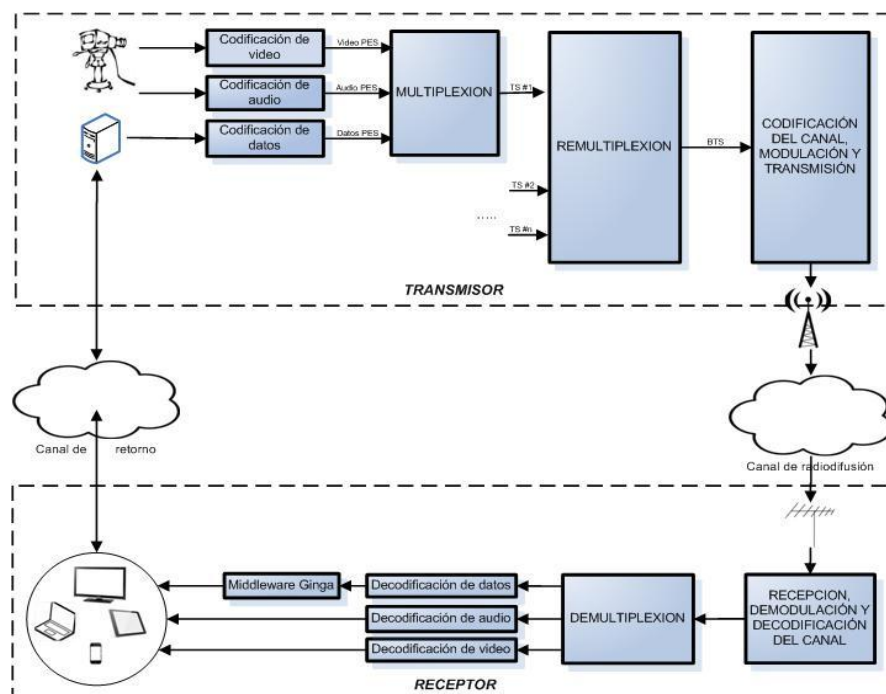 Codificación de
video
Video PES
Codificación de
audio
Audio PES
Codificación de
datos
Datos PES
MULTIPLEXION
TS #1
TS #2
.....
TS #n
REMULTIPLEXION
BTS
CODIFICACIÓN
DEL CANAL,
MODULACIÓN Y
TRANSMISIÓN
TRANSMISOR
Canal de retorno
Canal de radiodifusión
Middleware Ginga
Decodificación de datos
Decodificación de audio
Decodificación de video
DEMULTIPLEXION
RECEPCION,
DEMODULACIÓN Y
DECODIFICACIÓN
DEL CANAL
RECEPTOR